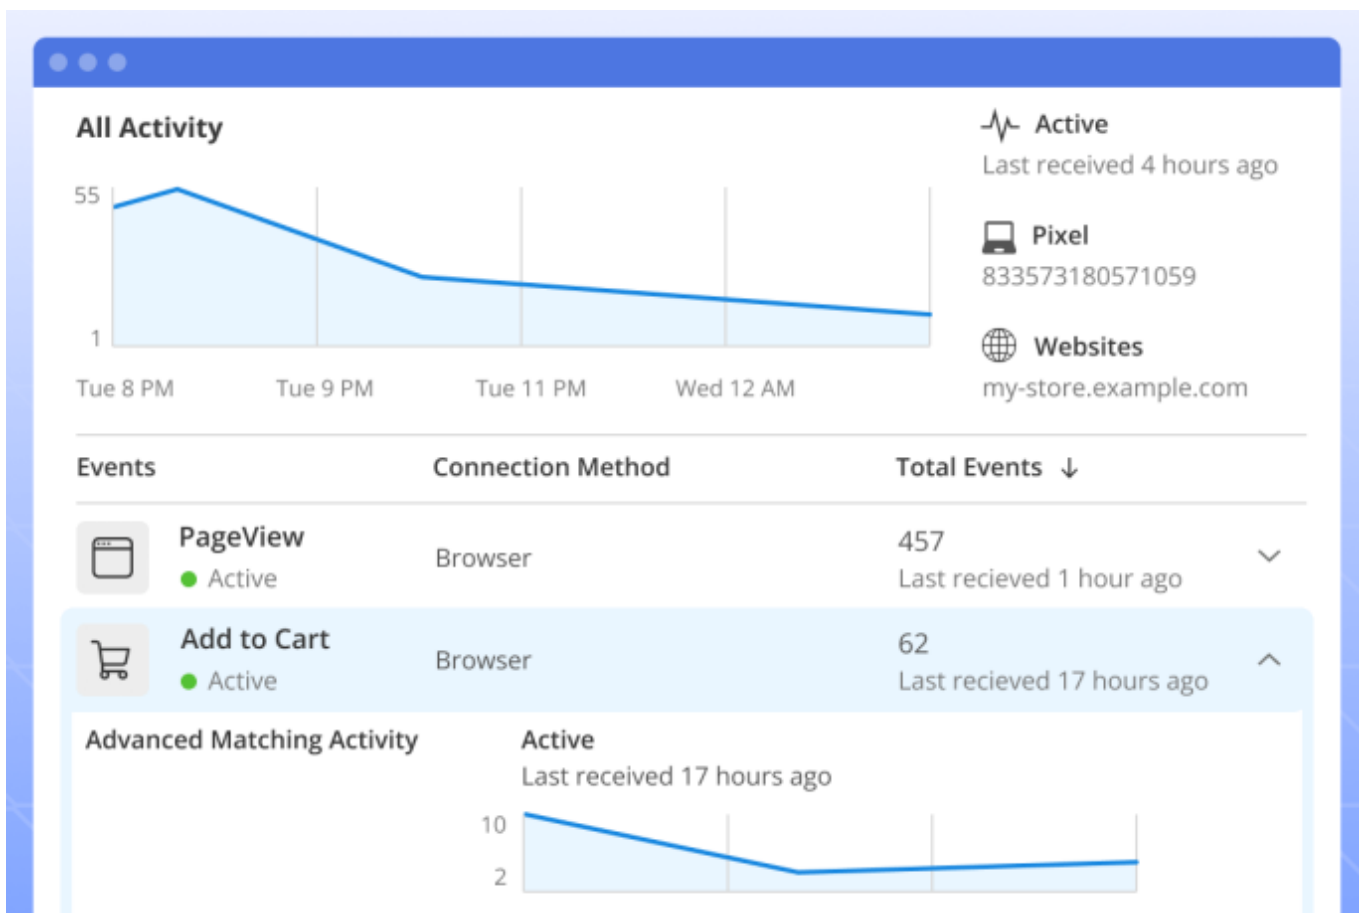 All Activity
55
1
Tue 8 PM
Tue 9 PM
Tue 11 PM
Wed 12 AM
Active
Last received 4 hours ago
Pixel
833573180571059
Websites
my-store.example.com
Events
Connection Method
Total Events ↓
PageView
Active
Browser
457
Last recieved 1 hour ago
Add to Cart
Active
Browser
62
Last recieved 17 hours ago
Advanced Matching Activity
Active
Last received 17 hours ago
10
2